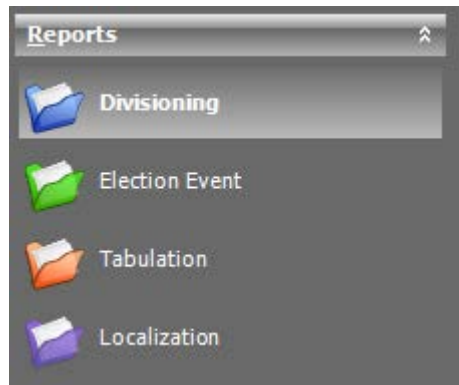 Reports
Divisioning
Election Event
Tabulation
Localization